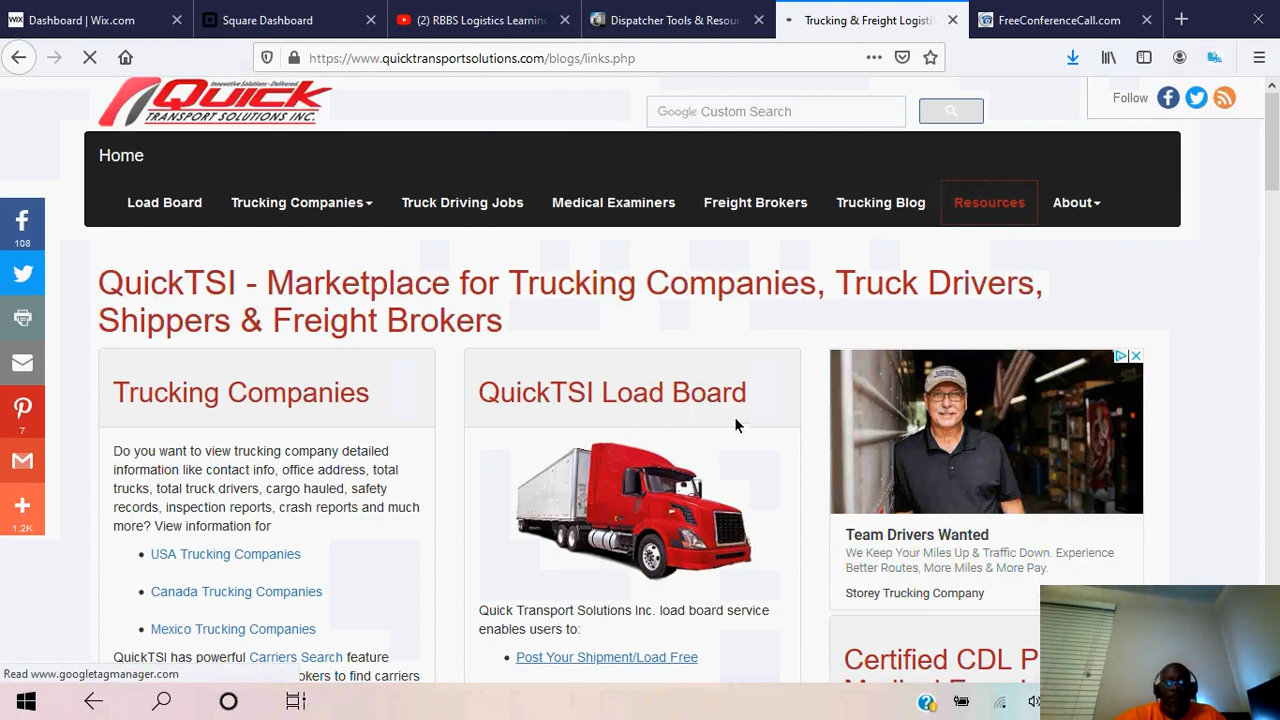 Dashboard | Wix.com
Square Dashboard
(2) RBBS Logistics Learnin
Dispatcher Tools & Resour
Trucking & Freight Logisti
FreeConferenceCall.com
https://www.quicktransportsolutions.com/blogs/links.php
Innovative Solutions - Delivered.
Quick
TRANSPORT SOLUTIONS INC.
Google Custom Search
Follow
Home
Load Board
Trucking Companies
Truck Driving Jobs
Medical Examiners
Freight Brokers
Trucking Blog
Resources
About
108
7
1.2K
QuickTSI - Marketplace for Trucking Companies, Truck Drivers,
Shippers & Freight Brokers
Trucking Companies
Do you want to view trucking company detailed
information like contact info, office address, total
trucks, total truck drivers, cargo hauled, safety
records, inspection reports, crash reports and much
more? View information for
• USA Trucking Companies
• Canada Trucking Companies
• Mexico Trucking Companies
QuickTSI has powerful Carriers Search feature
okers to find carriers
QuickTSI Load Board
Quick Transport Solutions Inc. load board service
enables users to:
• Post Your Shipment/Load Free
Team Drivers Wanted
We Keep Your Miles Up & Traffic Down. Experience
Better Routes, More Miles & More Pay.
Storey Trucking Company
Certified CDL P
Read www.googletagmanager.com